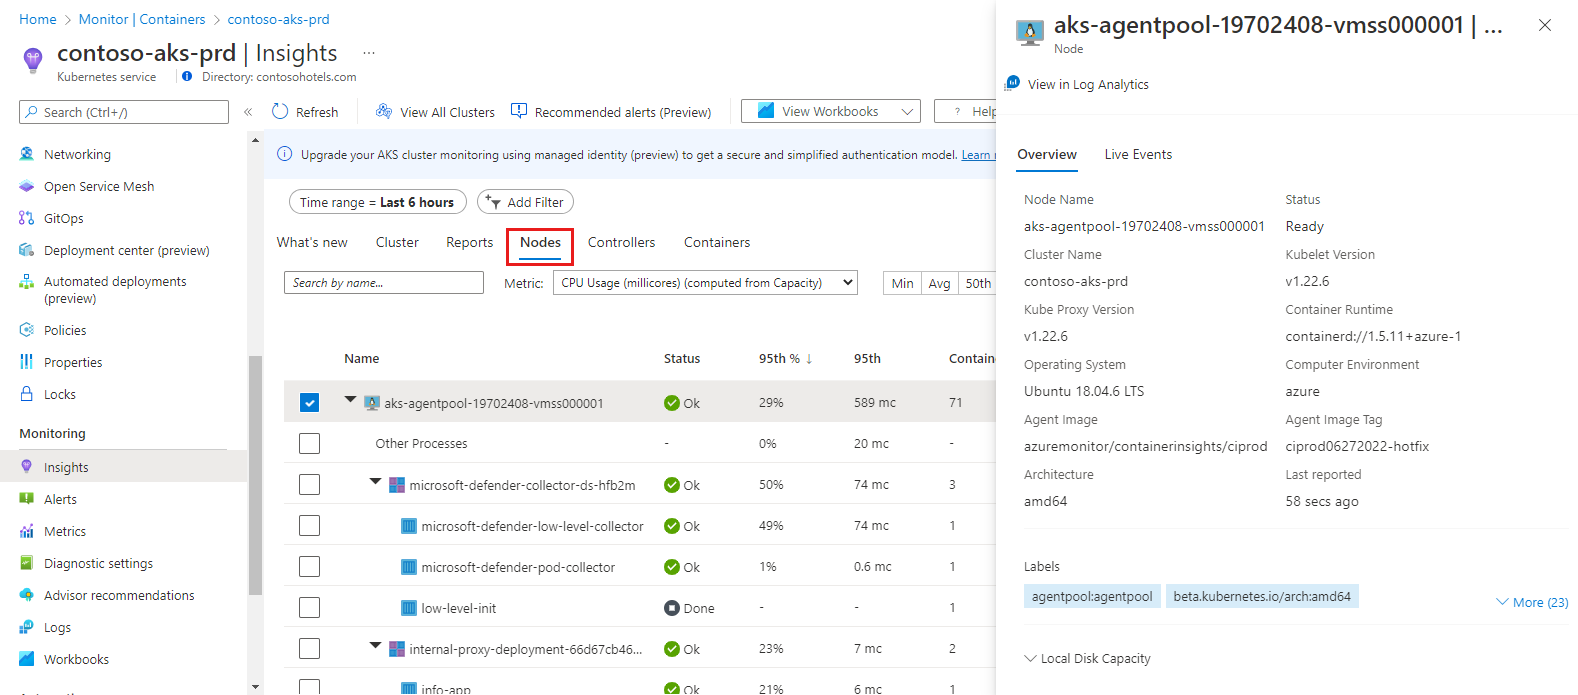 Home > Monitor | Containers > contoso-aks-prd
contoso-aks-prd | Insights ...
Kubernetes service | Directory: contosohotels.com
Search (Ctrl+/)
«
Networking
Open Service Mesh
GitOps
Deployment center (preview)
Automated deployments
(preview)
Policies
Properties
Locks
Monitoring
Insights
Alerts
Metrics
Diagnostic settings
Advisor recommendations
Logs
Workbooks
Refresh View All Clusters Recommended alerts (Preview) View Workbooks ? Help
Upgrade your AKS cluster monitoring using managed identity (preview) to get a secure and simplified authentication model. Learn
Time range = Last 6 hours Add Filter
What's new Cluster Reports Nodes Controllers Containers
Search by name... Metric: CPU Usage (millicores) (computed from Capacity) Min Avg 50th
Name Status 95th % ↓ 95th Contain
aks-agentpool-19702408-vmss000001 Ok 29% 589 mc 71
Other Processes - 0% 20 mc -
microsoft-defender-collector-ds-hfb2m Ok 50% 74 mc 3
microsoft-defender-low-level-collector Ok 49% 74 mc 1
microsoft-defender-pod-collector Ok 1% 0.6 mc 1
low-level-init Done - - 1
internal-proxy-deployment-66d67cb46... Ok 23% 7 mc 2
info-app Ok 21% 6 mc 1
aks-agentpool-19702408-vmss000001 | ...
Node
View in Log Analytics
Overview Live Events
Node Name Status
aks-agentpool-19702408-vmss000001 Ready
Cluster Name Kubelet Version
contoso-aks-prd v1.22.6
Kube Proxy Version Container Runtime
v1.22.6 containerd://1.5.11+azure-1
Operating System Computer Environment
Ubuntu 18.04.6 LTS azure
Agent Image Agent Image Tag
azuremonitor/containerinsights/ciprod ciprod06272022-hotfix
Architecture Last reported
amd64 58 secs ago
Labels
agentpool:agentpool beta.kubernetes.io/arch:amd64
More (23)
Local Disk Capacity